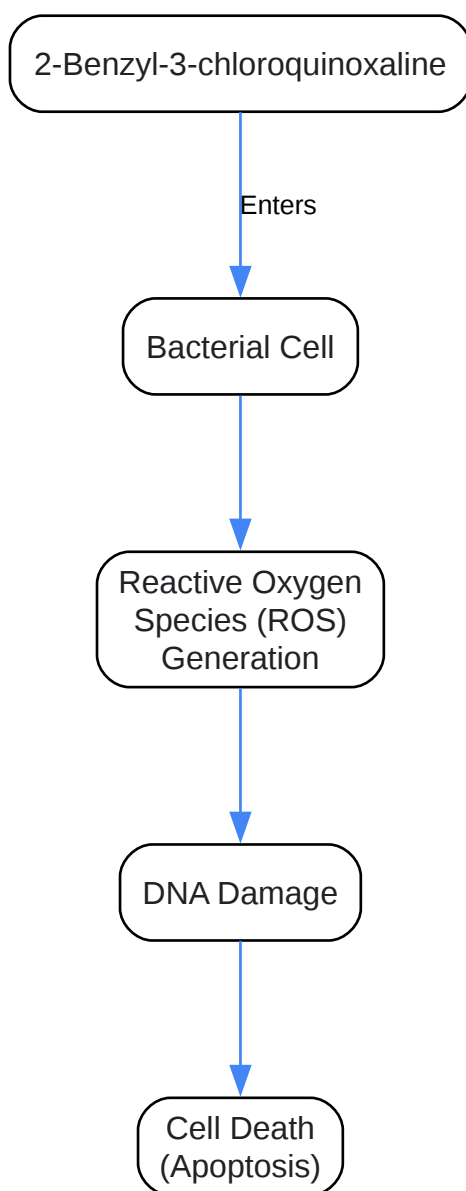 2-Benzyl-3-chloroquinoxaline
Enters
Bacterial Cell
Reactive Oxygen
Species (ROS)
Generation
DNA Damage
Cell Death
(Apoptosis)